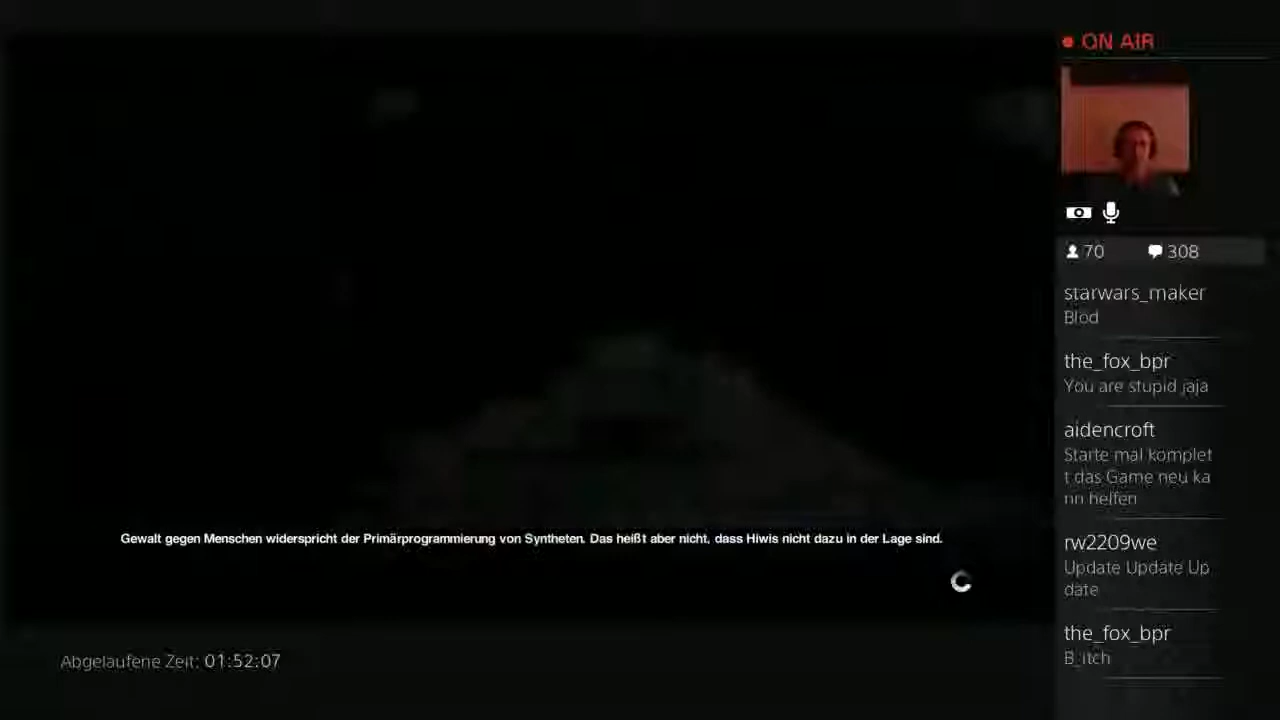 ON AIR
70 308
starwars_maker
Blod
the_fox_bpr
You are stupid jaja
aidencroft
Starte mal komplet
t das Game neu ka
nn helfen
rw2209we
Update Update Up
date
the_fox_bpr
B_itch
Gewalt gegen Menschen widerspricht der Primärprogrammierung von Syntheten. Das heißt aber nicht, dass Hiwis nicht dazu in der Lage sind.
Abgelaufene Zeit: 01:52:07